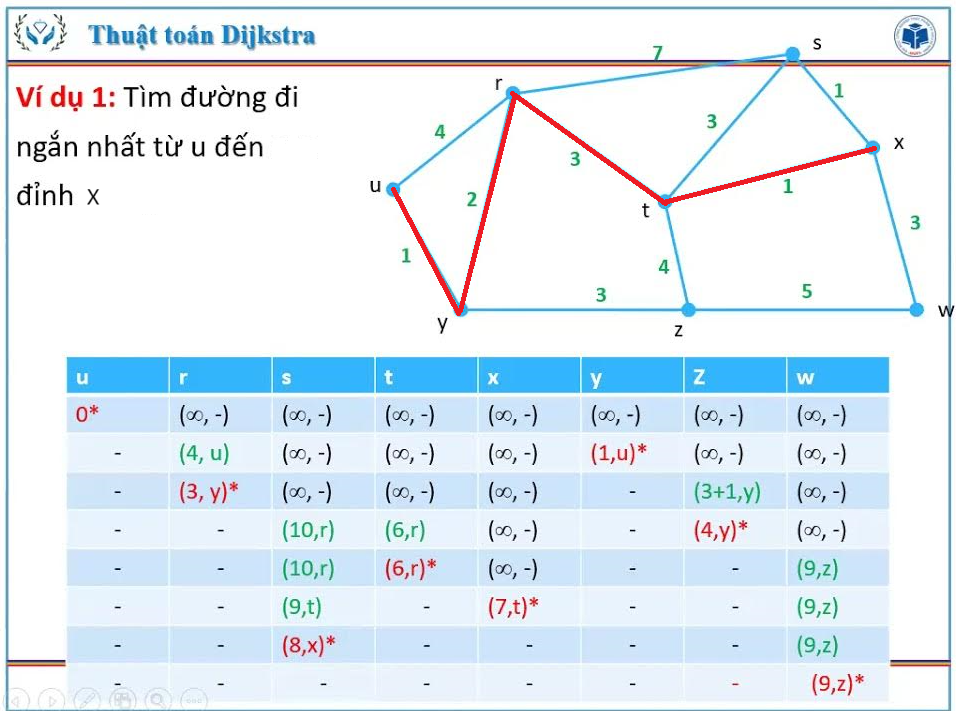 Thuật toán Dijkstra
Ví dụ 1: Tìm đường đi
ngắn nhất từ u đến
đỉnh x
7
s
r
1
4
3
x
3
u
1
2
t
3
1
4
3
5
y
z
w
u r s t x y Z w
0* (∞, -) (∞, -) (∞, -) (∞, -) (∞, -) (∞, -) (∞, -)
- (4, u) (∞, -) (∞, -) (∞, -) (1,u)* (∞, -) (∞, -)
- (3, y)* (∞, -) (∞, -) (∞, -) - (3+1,y) (∞, -)
- - (10,r) (6,r) (∞, -) - (4,y)* (∞, -)
- - (10,r) (6,r)* (∞, -) - - (9,z)
- - (9,t) - (7,t)* - - (9,z)
- - (8,x)* - - - - (9,z)
- - - - - - - (9,z)*